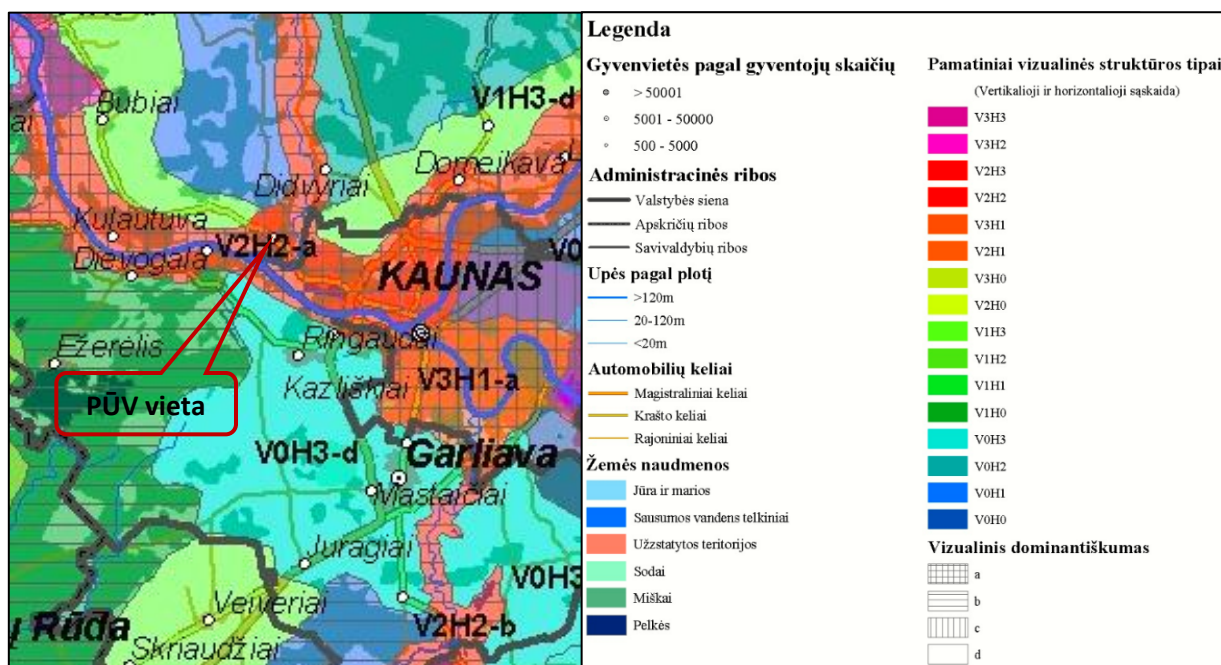 Bubiai
V1H3-d
Domeikava
Didvyriai
Kulautuva
V2H2-a
Dievogala
KAUNAS
V0
Ežerėlis
Ringaudai
Kazliškiai
V3H1-a
PŪV vieta
V0H3-d
Garliava
Mastaičiai
Juragiai
V0H3
Veiveriai
V2H2-b
Rūda
Skriaudžiai
Legenda
Gyvenvietės pagal gyventojų skaičių
> 50001
5001 - 50000
500 - 5000
Administracinės ribos
Valstybės siena
Apskričių ribos
Savivaldybių ribos
Upės pagal plotį
>120m
20-120m
<20m
Automobilių keliai
Magistraliniai keliai
Krašto keliai
Rajoniniai keliai
Žemės naudmenos
Jūra ir marios
Sausumos vandens telkiniai
Užstatytos teritorijos
Sodai
Miškai
Pelkės
Pamatiniai vizualinės struktūros tipai
(Vertikalioji ir horizontalioji sąskaida)
V3H3
V3H2
V2H3
V2H2
V3H1
V2H1
V3H0
V2H0
V1H3
V1H2
V1H1
V1H0
V0H3
V0H2
V0H1
V0H0
Vizualinis dominantiškumas
a
b
c
d